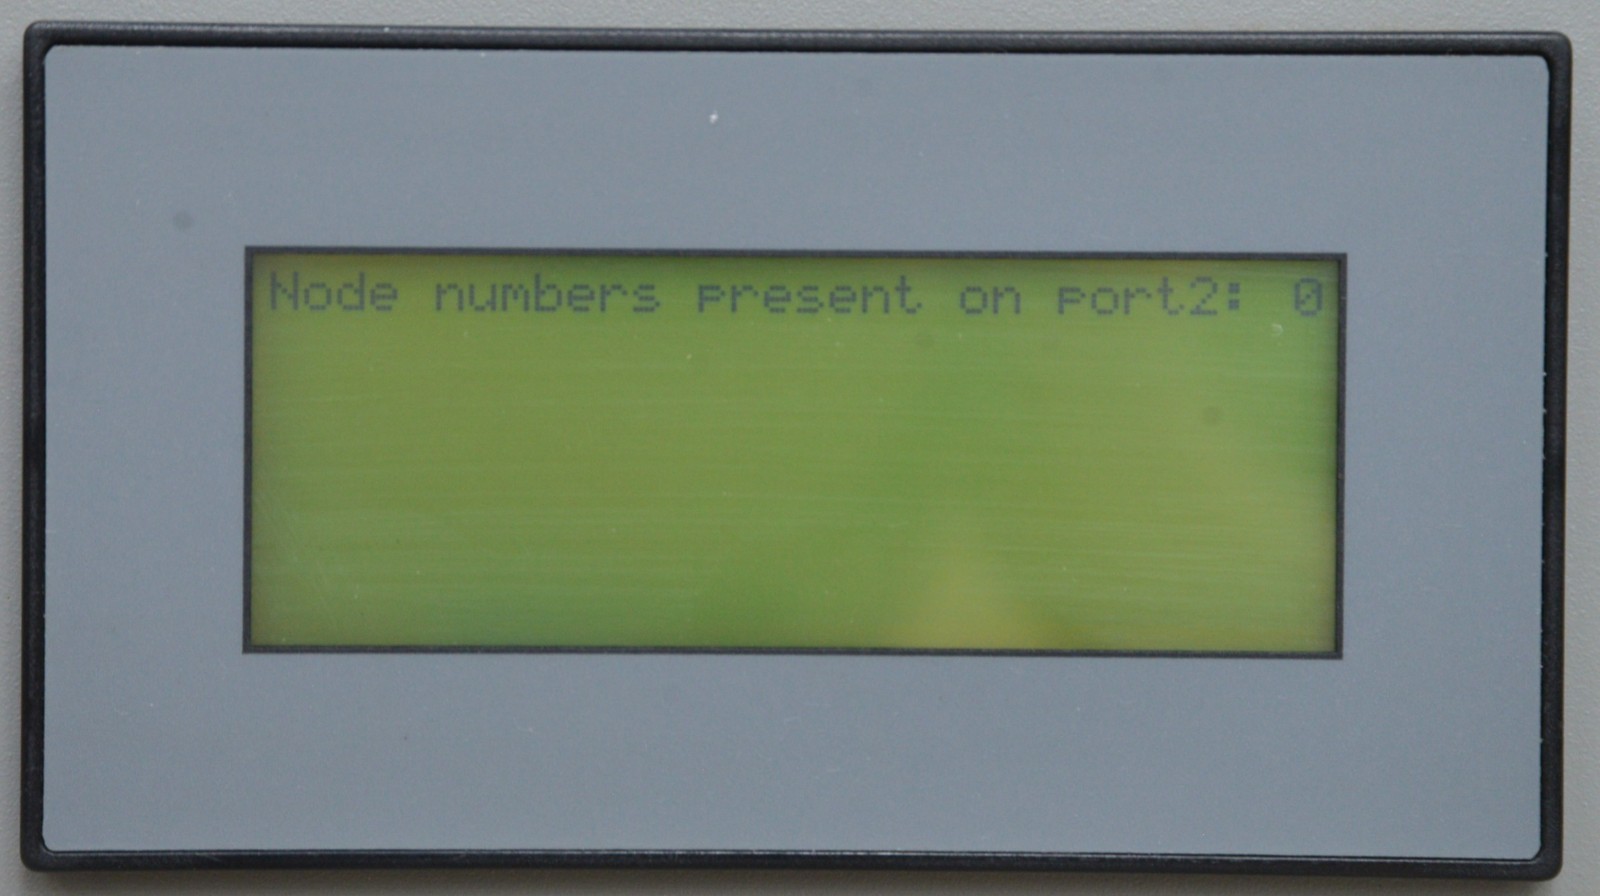 Node numbers present on port2: 0